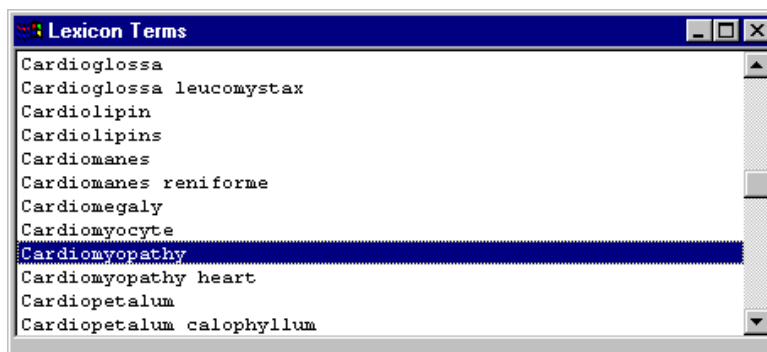 Lexicon Terms
Cardioglossa
Cardioglossa leucomystax
Cardiolipin
Cardiolipins
Cardiomanes
Cardiomanes reniforme
Cardiomegaly
Cardiomyocyte
Cardiomyopathy
Cardiomyopathy heart
Cardiopetalum
Cardiopetalum calophyllum